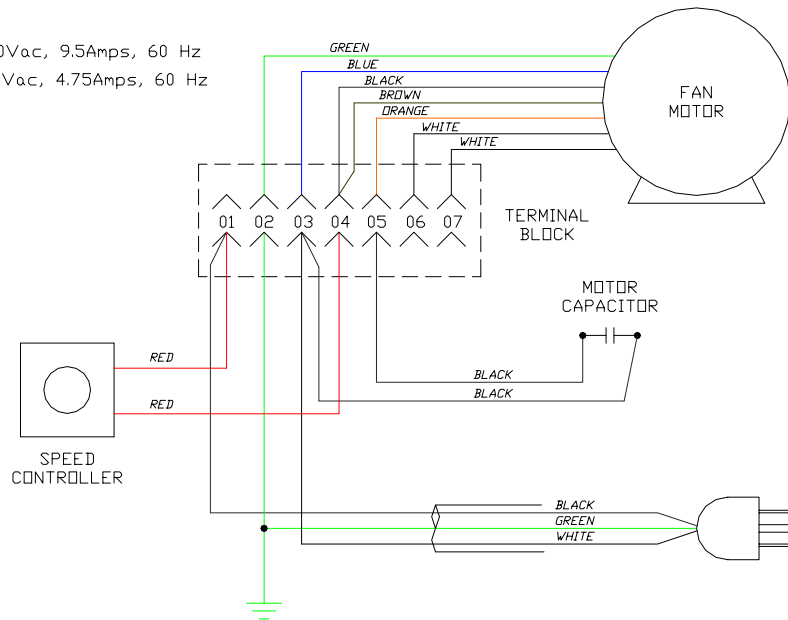 0Vac, 9.5Amps, 60 Hz
Vac, 4.75Amps, 60 Hz
GREEN
BLUE
BLACK
BROWN
ORANGE
WHITE
WHITE
FAN
MOTOR
01 02 03 04 05 06 07
TERMINAL
BLOCK
MOTOR
CAPACITOR
RED
BLACK
BLACK
RED
SPEED
CONTROLLER
BLACK
GREEN
WHITE